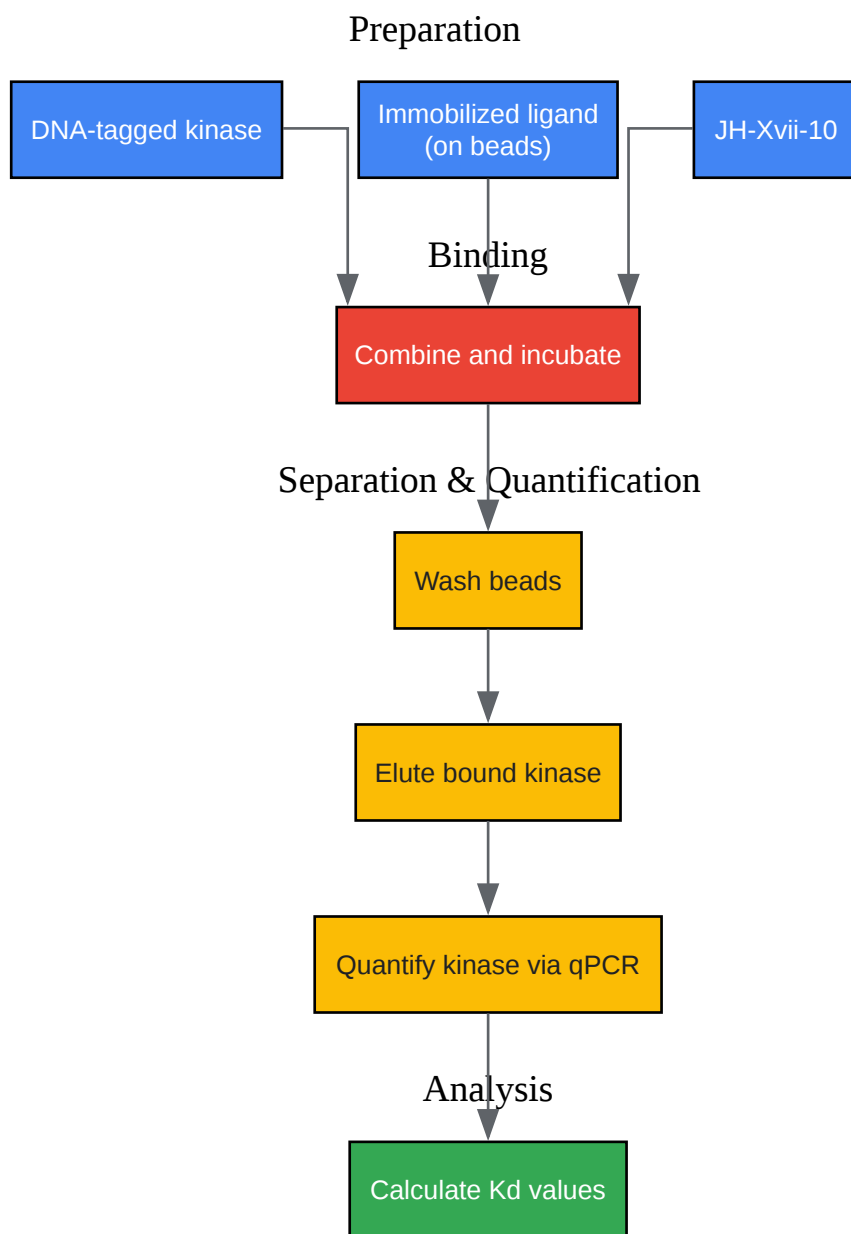 Preparation
DNA-tagged kinase
Immobilized ligand
(on beads)
JH-Xvii-10
Binding
Combine and incubate
Separation & Quantification
Wash beads
Elute bound kinase
Quantify kinase via qPCR
Analysis
Calculate Kd values